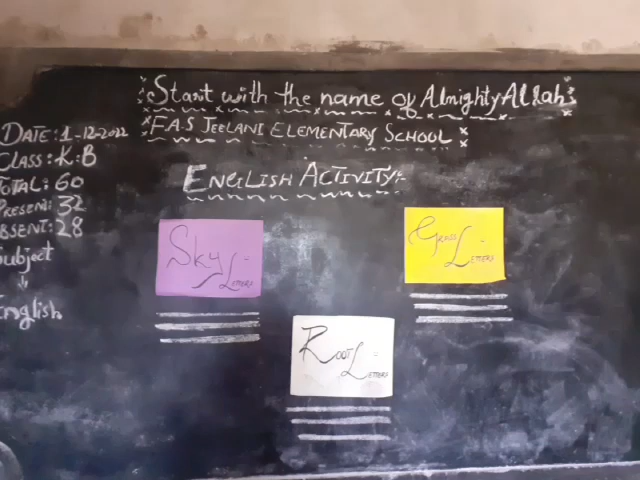 Start with the name of Almighty Allah
F.A.S JEELANI ELEMENTARY SCHOOL
DATE: 1-12-2022
CLASS: K.B
TOTAL: 60
PRESENT: 32
ABSENT: 28
Subject
English
ENGLISH ACTIVITY:-
Sky-
LETTERS
Grass-
LETTERS
ROOT-
LETTERS